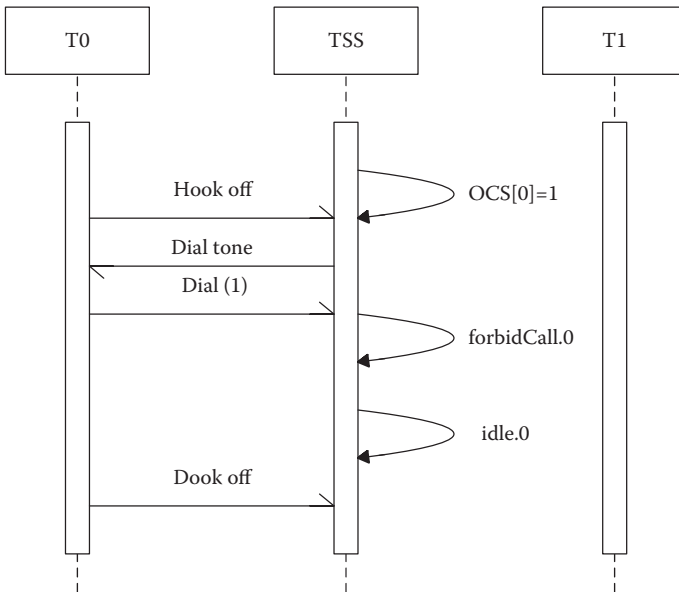 T0
TSS
T1
Hook off
OCS[0]=1
Dial tone
Dial (1)
forbidCall.0
idle.0
Dook off